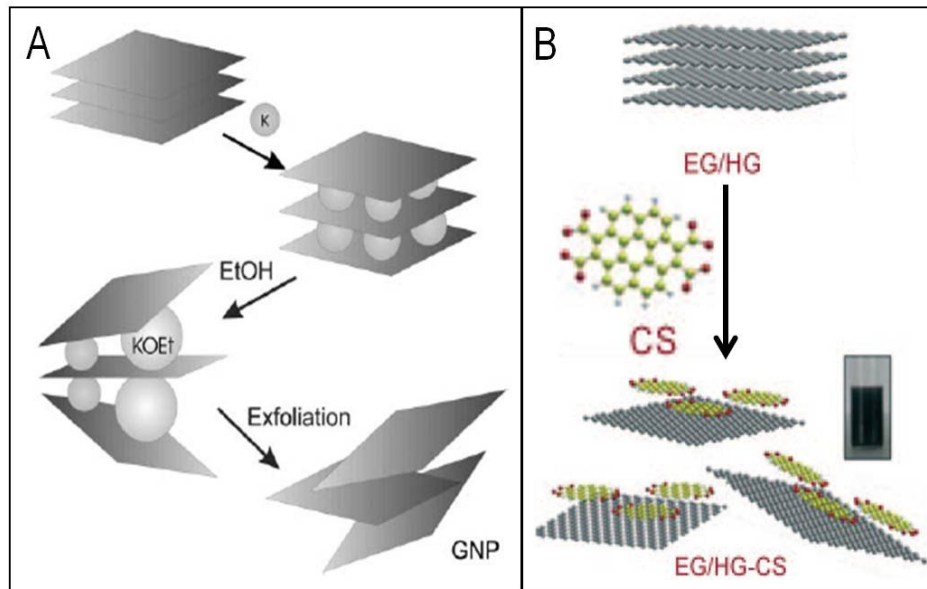 A
K
EtOH
KOEt
Exfoliation
GNP
B
EG/HG
CS
EG/HG-CS